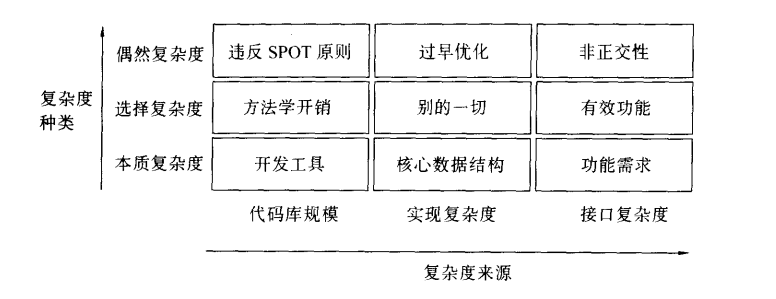 偶然复杂度 违反 SPOT 原则 过早优化 非正交性
复杂度
种类
选择复杂度 方法学开销 别的一切 有效功能
本质复杂度 开发工具 核心数据结构 功能需求
代码库规模 实现复杂度 接口复杂度
复杂度来源